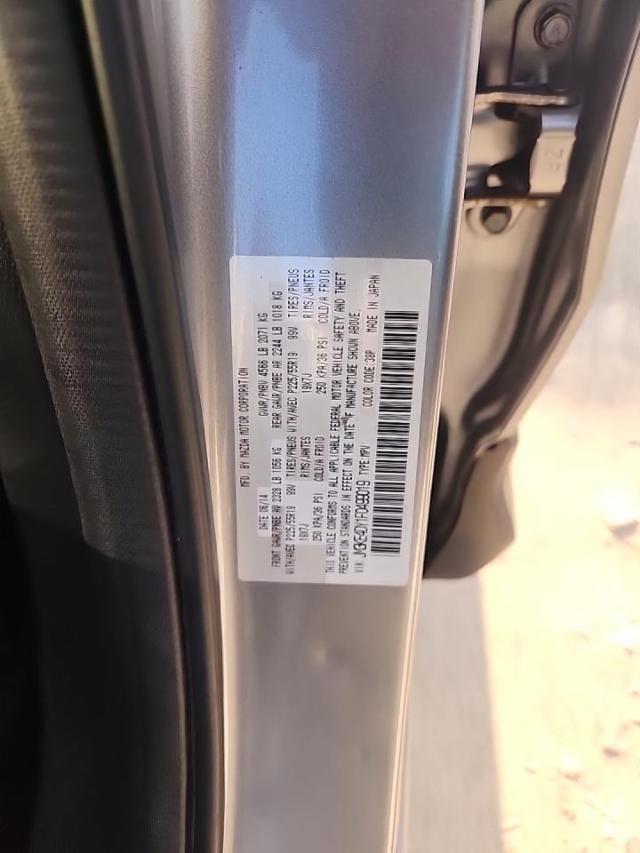 MFD. BY MAZDA MOTOR CORPORATION
DATE 06/14 GVWR/PNBV 4566 LB 2071 KG
FRONT GAWR/PNBE AV 2328 LB 1056 KG REAR GAWR/PNBE AR 2244 LB 1018 KG
WITH/AVEC P225/55R19 99V TIRES/PNEUS WITH/AVEC P225/55R19 99V TIRES/PNEUS
19X7J RIMS/JANTES 19X7J RIMS/JANTES
250 KPA/36 PSI COLD/A FROID 250 KPA/36 PSI COLD/A FROID
THIS VEHICLE CONFORMS TO ALL APPLICABLE FEDERAL MOTOR VEHICLE SAFETY AND THEFT
PREVENTION STANDARDS IN EFFECT ON THE DATE OF MANUFACTURE SHOWN ABOVE.
VIN: TYPE:MPV COLOR CODE:38P MADE IN JAPAN